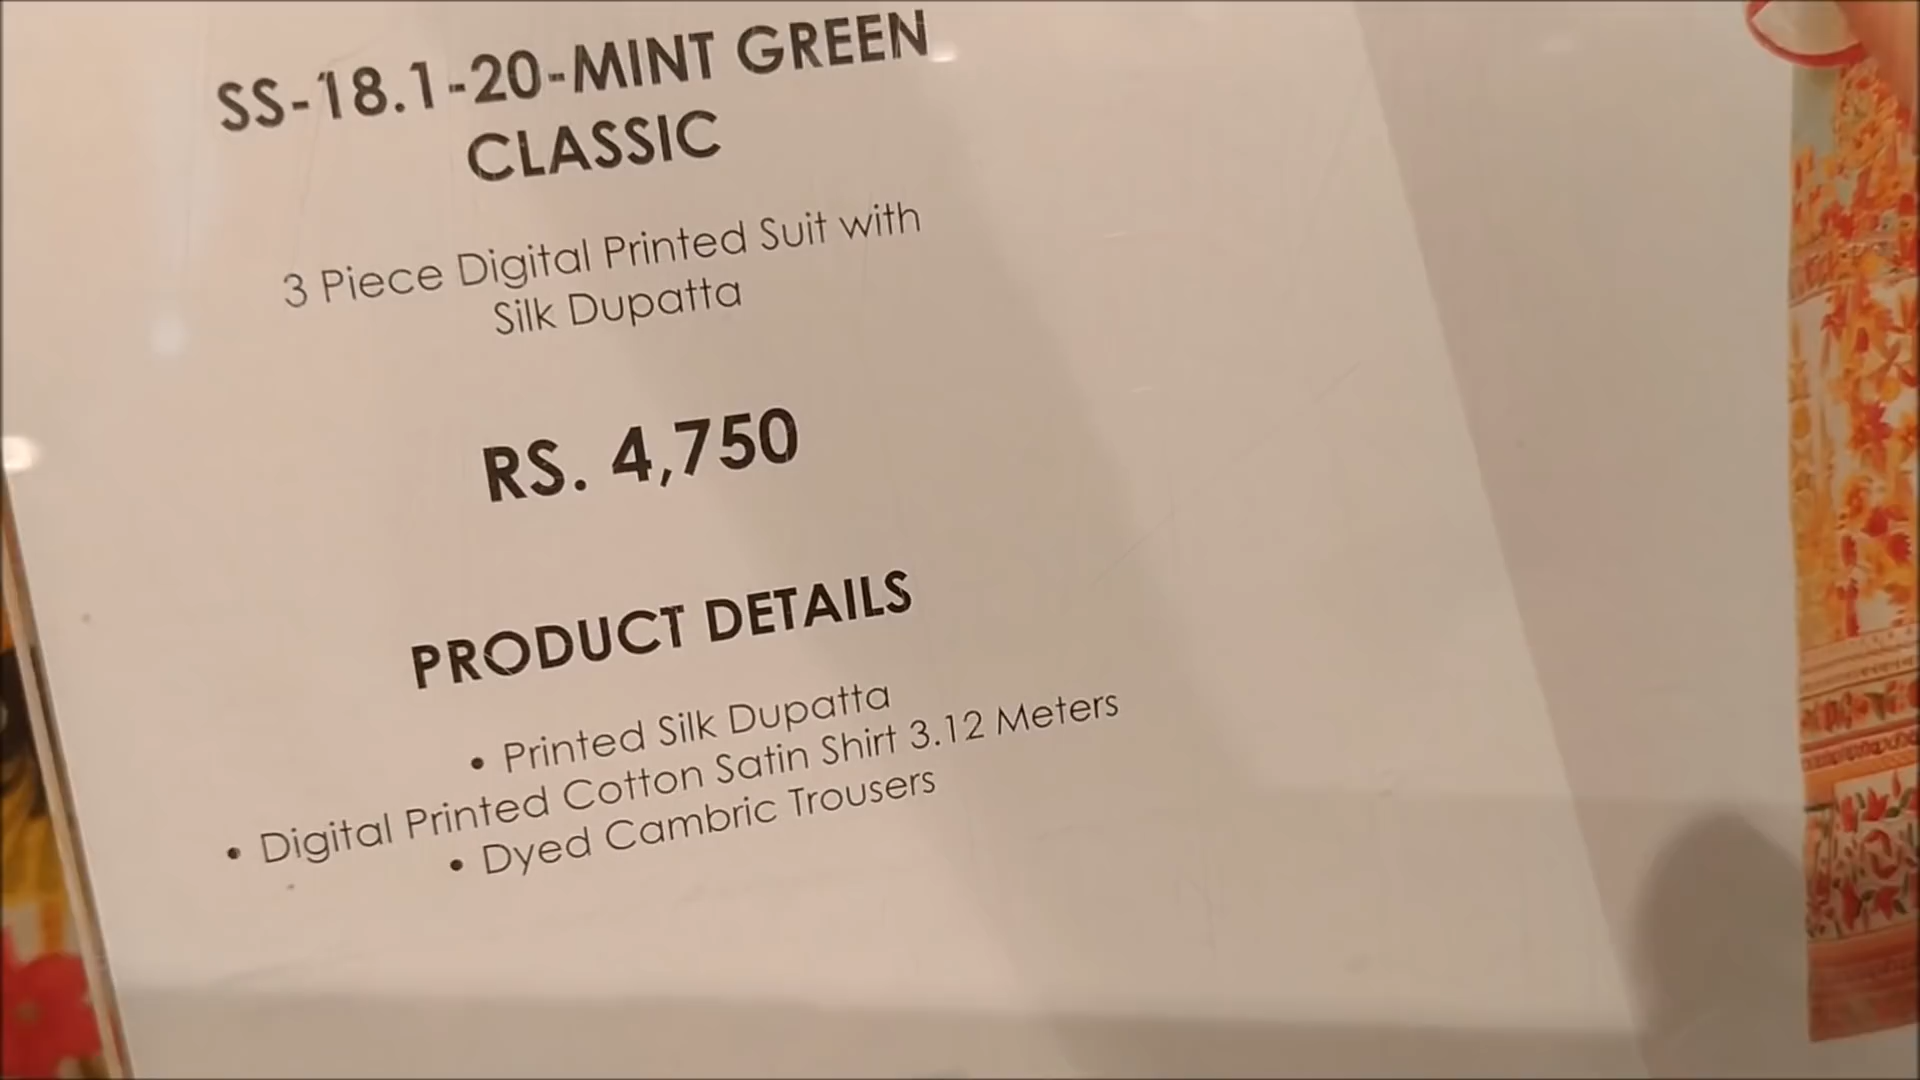 SS-18.1-20-MINT GREEN
CLASSIC
3 Piece Digital Printed Suit with
Silk Dupatta
RS. 4,750
PRODUCT DETAILS
• Printed Silk Dupatta
• Digital Printed Cotton Satin Shirt 3.12 Meters
• Dyed Cambric Trousers